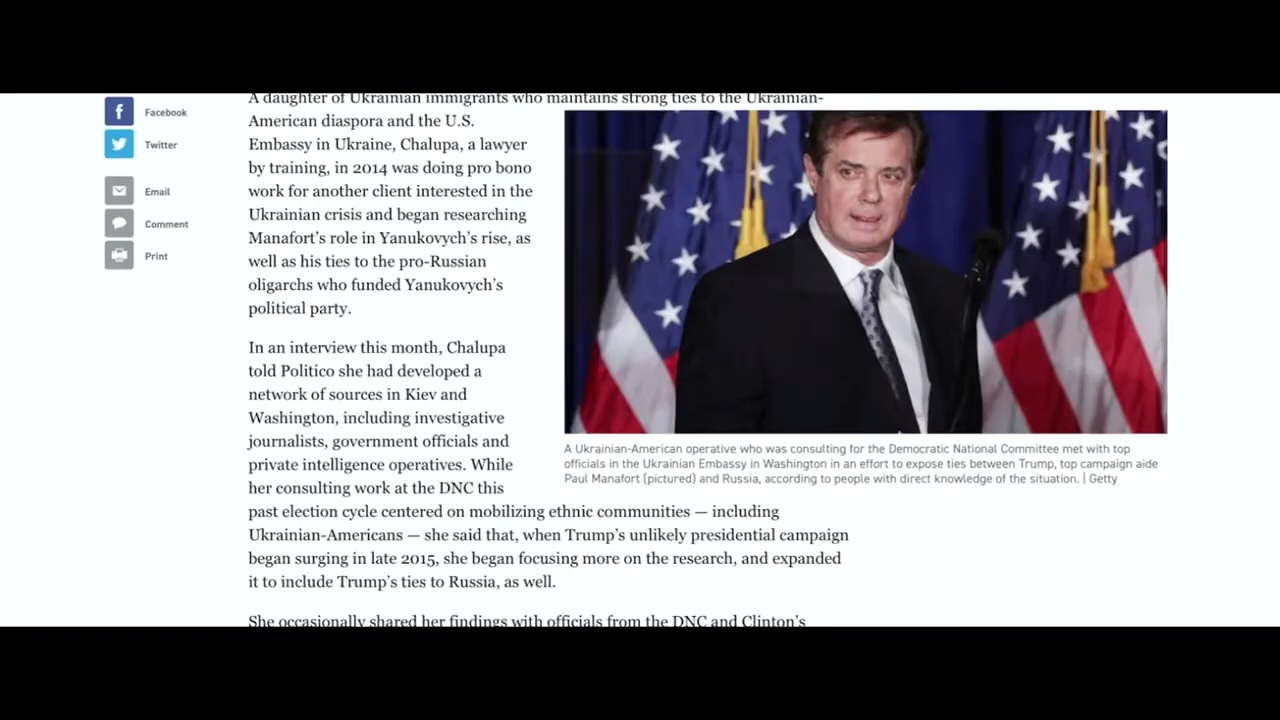 Facebook
Twitter
Email
Comment
Print
A daughter of Ukrainian immigrants who maintains strong ties to the Ukrainian-
American diaspora and the U.S.
Embassy in Ukraine, Chalupa, a lawyer
by training, in 2014 was doing pro bono
work for another client interested in the
Ukrainian crisis and began researching
Manafort’s role in Yanukovych’s rise, as
well as his ties to the pro-Russian
oligarchs who funded Yanukovych’s
political party.
In an interview this month, Chalupa
told Politico she had developed a
network of sources in Kiev and
Washington, including investigative
journalists, government officials and
private intelligence operatives. While
her consulting work at the DNC this
past election cycle centered on mobilizing ethnic communities — including
Ukrainian-Americans — she said that, when Trump’s unlikely presidential campaign
began surging in late 2015, she began focusing more on the research, and expanded
it to include Trump’s ties to Russia, as well.
She occasionally shared her findings with officials from the DNC and Clinton’s
A Ukrainian-American operative who was consulting for the Democratic National Committee met with top
officials in the Ukrainian Embassy in Washington in an effort to expose ties between Trump, top campaign aide
Paul Manafort (pictured) and Russia, according to people with direct knowledge of the situation. | Getty